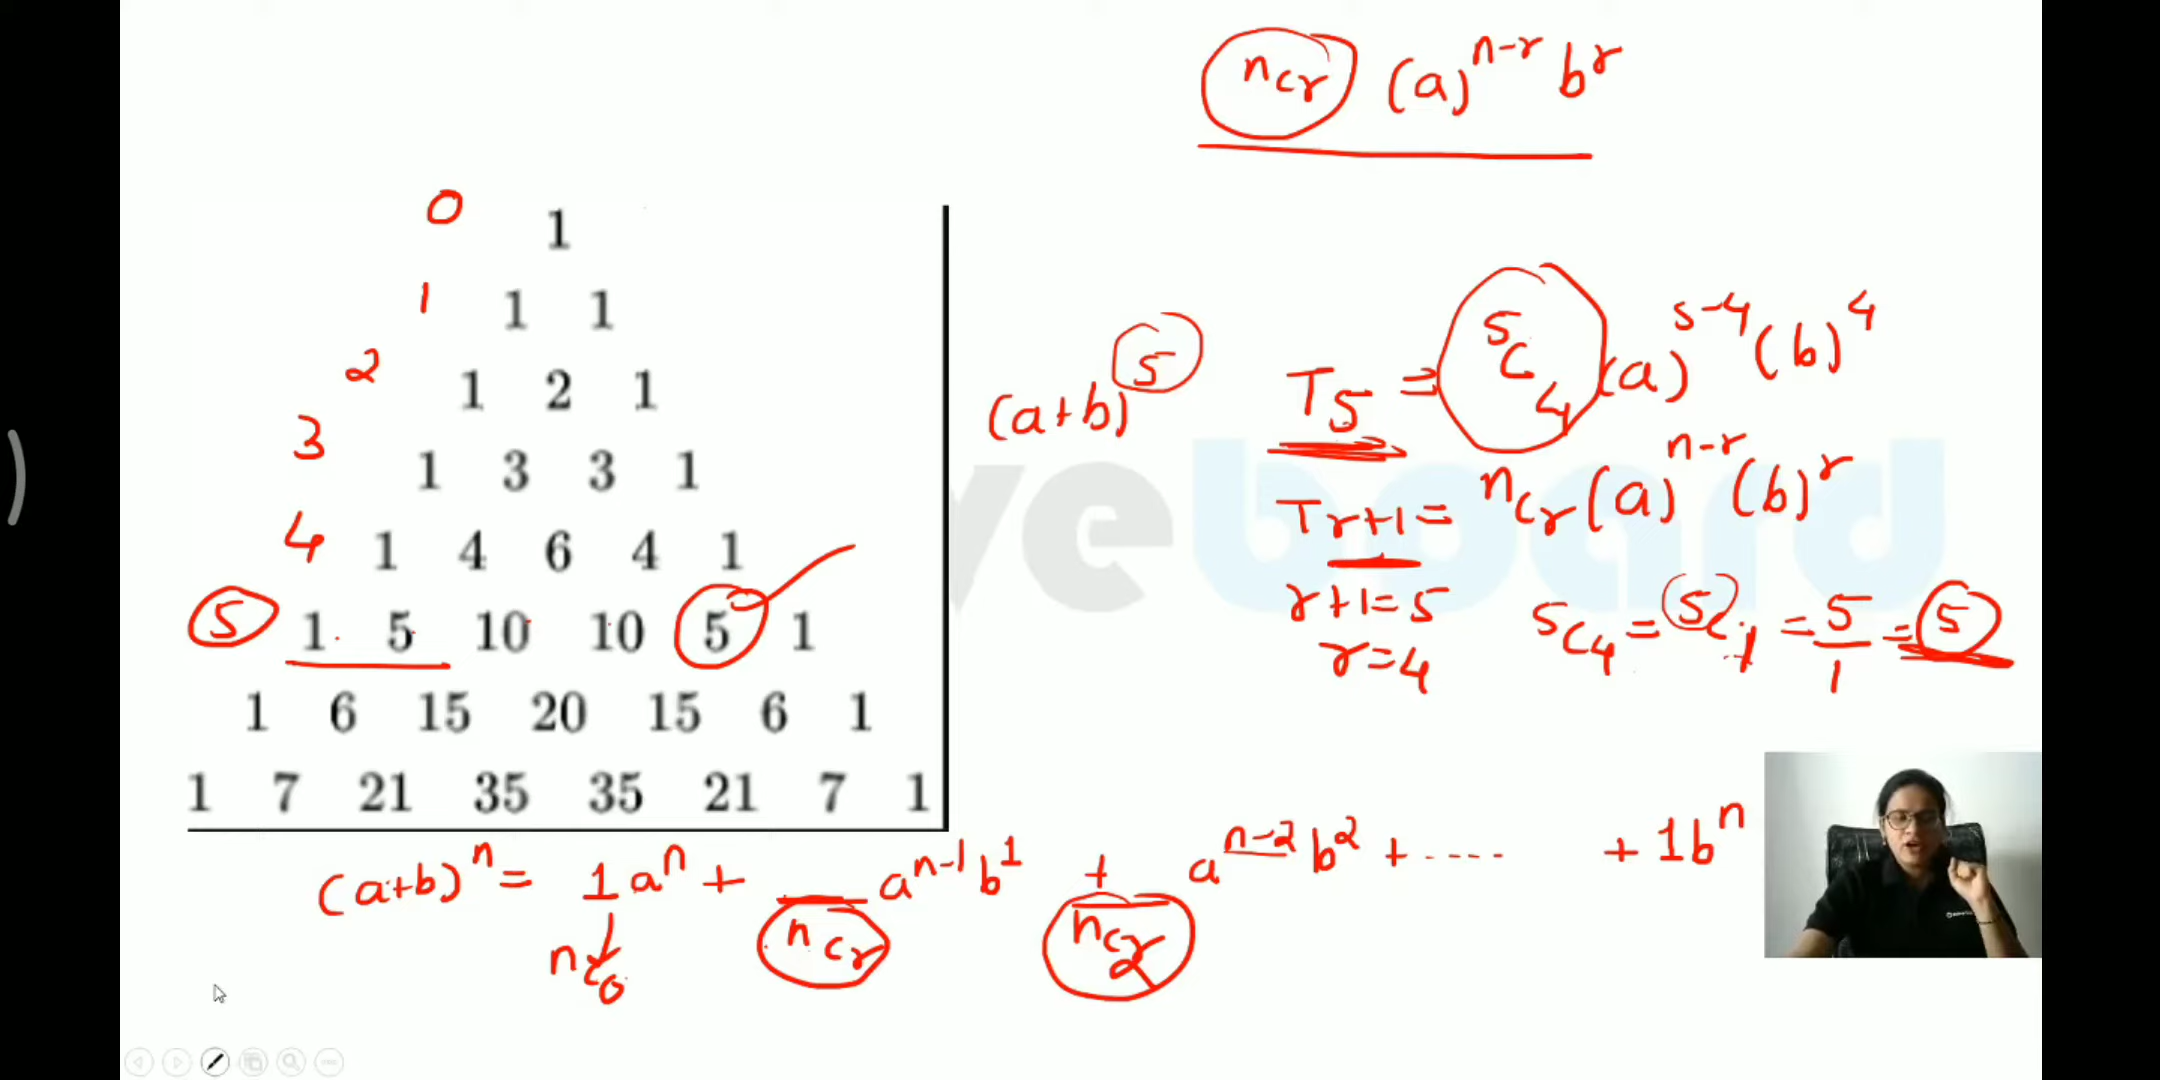 nCr (a)^n-r b^r
0 1
1 1 1
2 1 2 1
3 1 3 3 1
4 1 4 6 4 1
5 1 5 10 10 5 1
1 6 15 20 15 6 1
1 7 21 35 35 21 7 1
(a+b)^5
T5 = 5C4 (a)^5-4 (b)^4
Tr+1 = nCr (a)^n-r (b)^r
r+1=5
r=4
5C4 = 5C1 = 5/1 = 5
(a+b)^n = 1a^n + __ a^n-1 b^1 + __ a^n-2 b^2 + ---- + 1b^n
nC0 nCr nC2